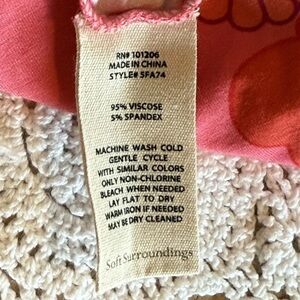 RN# 101206
MADE IN CHINA
STYLE# 5FA74
95% VISCOSE
5% SPANDEX
MACHINE WASH COLD
GENTLE CYCLE
WITH SIMILAR COLORS
ONLY NON-CHLORINE
BLEACH WHEN NEEDED
LAY FLAT TO DRY
WARM IRON IF NEEDED
MAY BE DRY CLEANED
Soft Surroundings